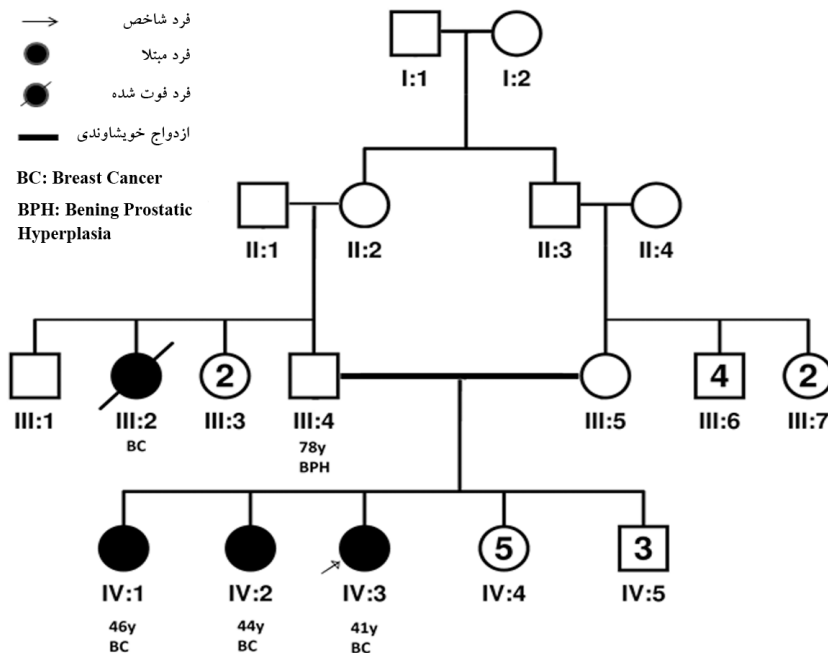 فرد شاخص
فرد مبتلا
فرد فوت شده
ازدواج خویشاوندی
BC: Breast Cancer
BPH: Bening Prostatic
Hyperplasia
I:1 I:2
II:1 II:2 II:3 II:4
2 4 2
III:1 III:2 III:3 III:4 III:5 III:6 III:7
BC 78y
BPH
5 3
IV:1 IV:2 IV:3 IV:4 IV:5
46y 44y 41y
BC BC BC